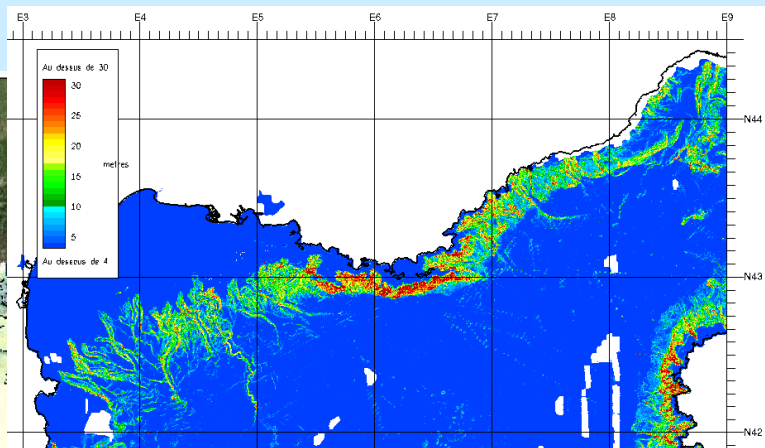 E3 E4 E5 E6 E7 E8 E9
Au dessus de 30
30
25
20
metres
15
10
5
Au dessous de 4
N44
N43
N42